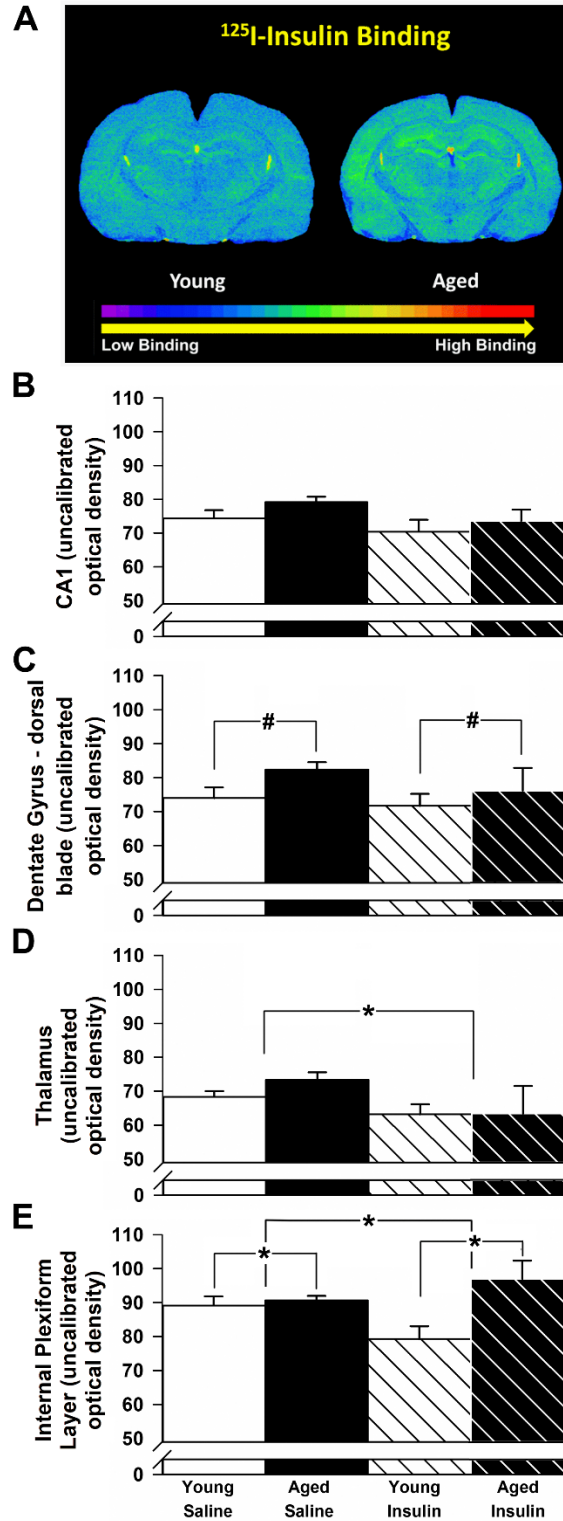 A
¹²⁵I-Insulin Binding
Young
Aged
Low Binding
High Binding
B
CA1 (uncalibrated
optical density)
110
100
90
80
70
60
50
0
C
Dentate Gyrus - dorsal
blade (uncalibrated
optical density)
110
100
90
80
70
60
50
0
#
#
D
Thalamus
(uncalibrated
optical density)
110
100
90
80
70
60
50
0
*
E
Internal Plexiform
Layer (uncalibrated
optical density)
110
100
90
80
70
60
50
0
*
*
*
Young
Saline
Aged
Saline
Young
Insulin
Aged
Insulin